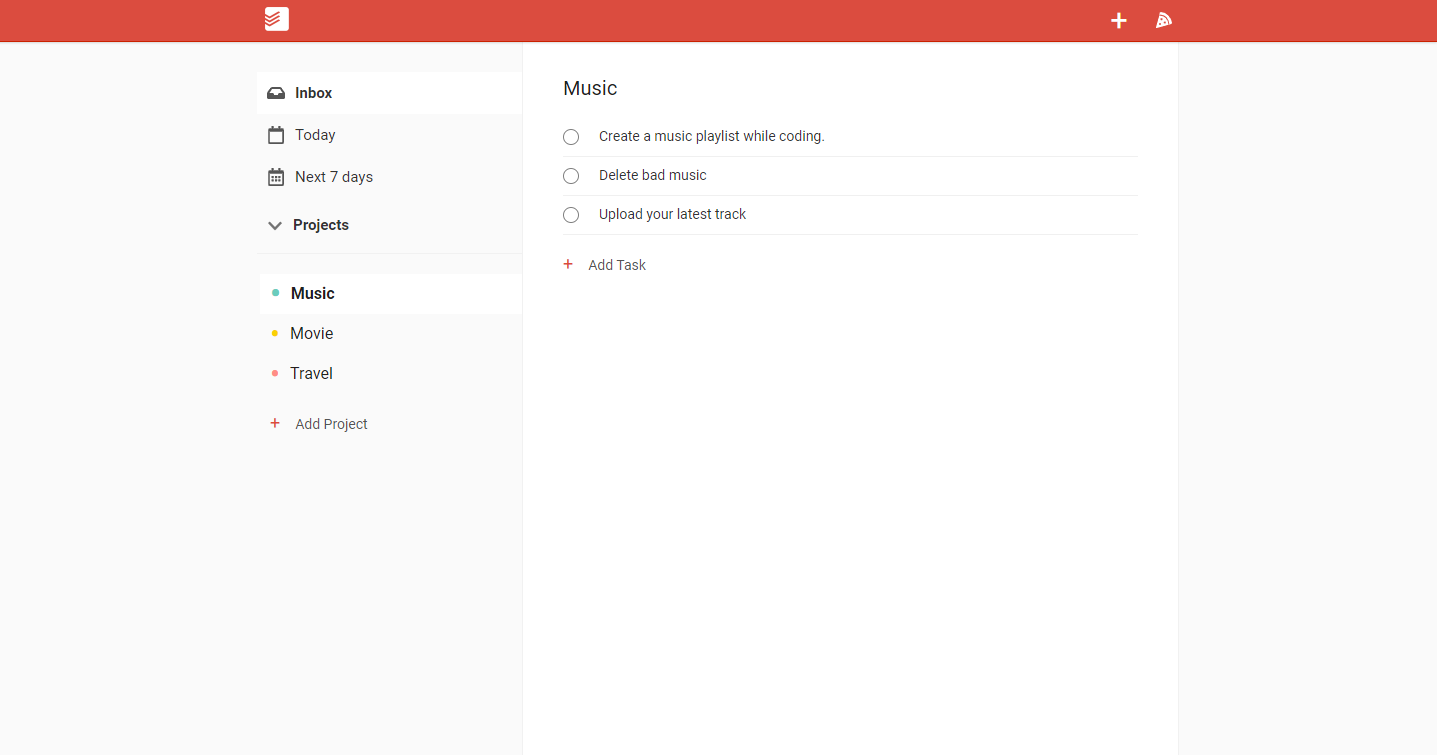 Inbox
Today
Next 7 days
Projects
Music
Movie
Travel
+ Add Project
Music
Create a music playlist while coding.
Delete bad music
Upload your latest track
+ Add Task